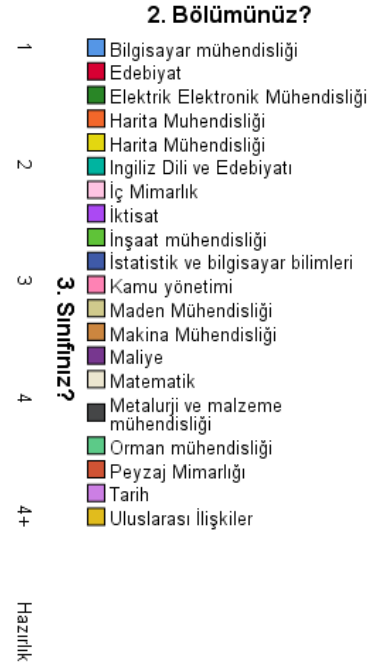 2. Bölümünüz?
Bilgisayar mühendisliği
Edebiyat
Elektrik Elektronik Mühendisliği
Harita Muhendisliği
Harita Mühendisliği
Ingiliz Dili ve Edebiyatı
İç Mimarlık
İktisat
İnşaat mühendisliği
İstatistik ve bilgisayar bilimleri
Kamu yönetimi
Maden Mühendisliği
Makina Mühendisliği
Maliye
Matematik
Metalurji ve malzeme
mühendisliği
Orman mühendisliği
Peyzaj Mimarlığı
Tarih
Uluslarası İlişkiler
3. Sınıfınız?
1
2
3
4
4+
Hazırlık